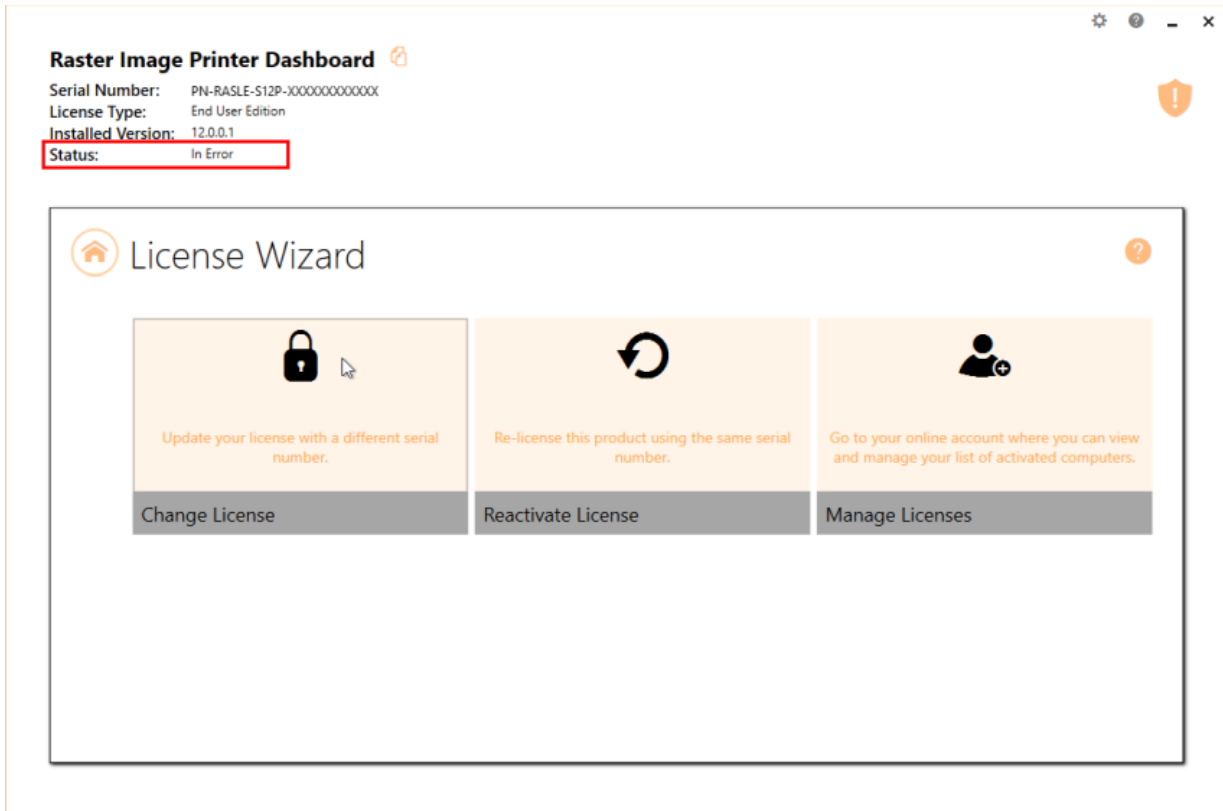 Raster Image Printer Dashboard
Serial Number: PN-RASLE-S12P-XXXXXXXXXXXX
License Type: End User Edition
Installed Version: 12.0.0.1
Status: In Error
License Wizard
?
Update your license with a different serial
number.
Change License
Re-license this product using the same serial
number.
Reactivate License
Go to your online account where you can view
and manage your list of activated computers.
Manage Licenses